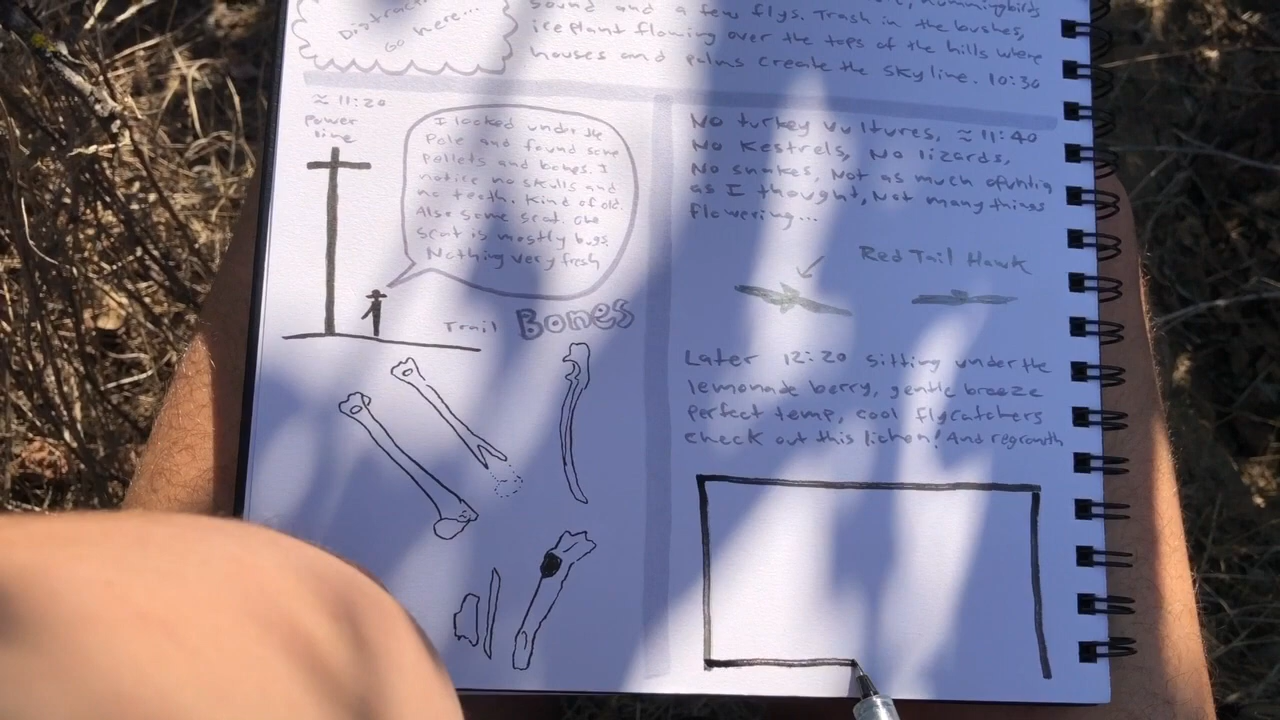 Distract
Go here...
hummingbirds
sound and a few flys. Trash in the bushes,
iceplant flowing over the tops of the hills where
houses and palms create the skyline. 10:30
≈ 11:20
power
line
I looked under the
Pole and found some
pellets and bones. I
notice no skulls and
no teeth. Kind of old.
Also some scat. One
scat is mostly bugs.
Nothing very fresh
Trail
Bones
No turkey vultures, ≈ 11:40
No Kestrels, No lizards,
No snakes, Not as much opuntia
as I thought, Not many things
flowering...
Red Tail Hawk
Later 12:20 sitting under the
lemonade berry, gentle breeze
perfect temp, cool flycatchers
check out this lichen! And regrowth